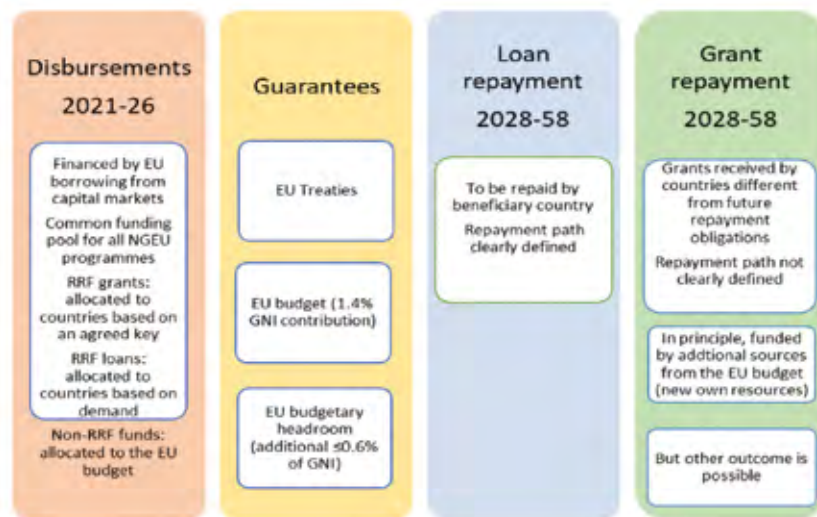 Disbursements
2021-26
Financed by EU
borrowing from
capital markets
Common funding
pool for all NGEU
programmes
RRF grants:
allocated to
countries based on
an agreed key
RRF loans:
allocated to
countries based on
demand
Non-RRF funds:
allocated to the EU
budget
Guarantees
EU Treaties
EU budget (1.4%
GNI contribution)
EU budgetary
headroom
(additional ≤0.6%
of GNI)
Loan
repayment
2028-58
To be repaid by
beneficiary country
Repayment path
clearly defined
Grant
repayment
2028-58
Grants received by
countries different
from future
repayment
obligations
Repayment path not
clearly defined
In principle, funded
by addtional sources
from the EU budget
(new own resources)
But other outcome is
possible